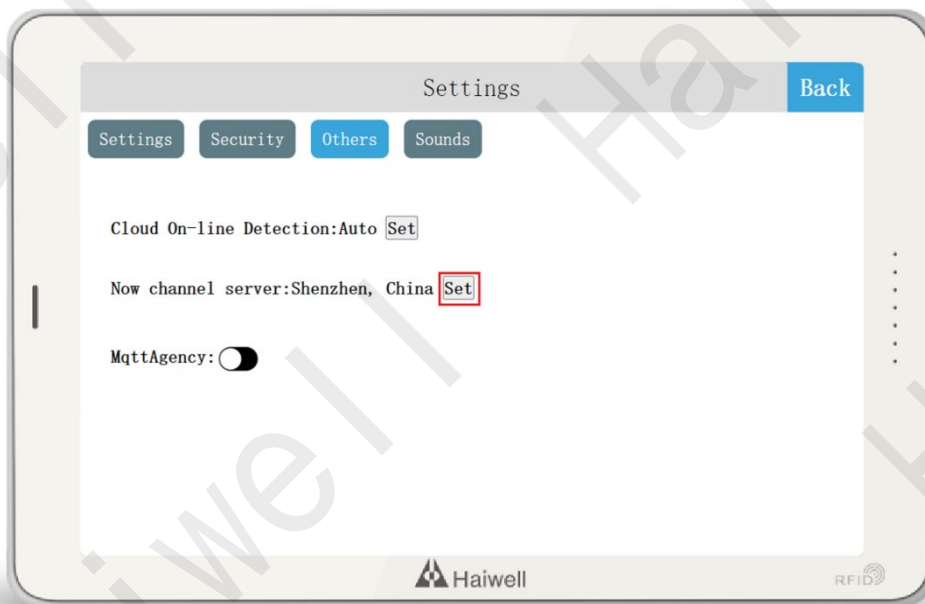 Settings
Back
Settings Security Others Sounds
Cloud On-line Detection:Auto Set
Now channel server:Shenzhen, China Set
MqttAgency:
Haiwell
RFID